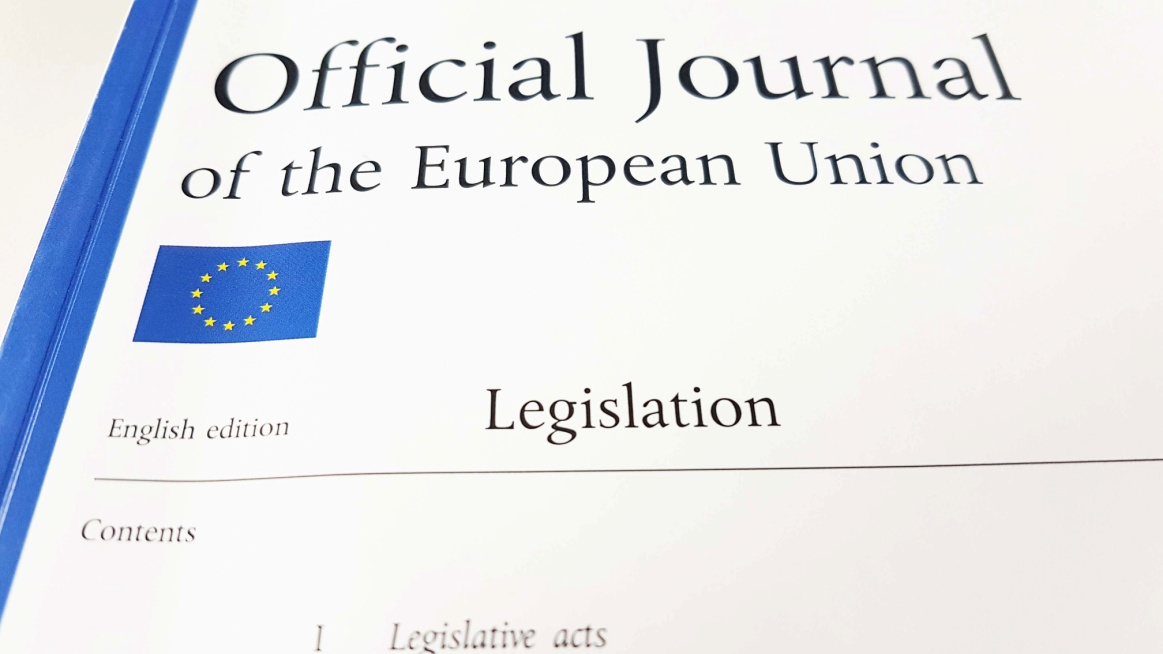 Official Journal
of the European Union
English edition
Legislation
Contents
I Legislative acts